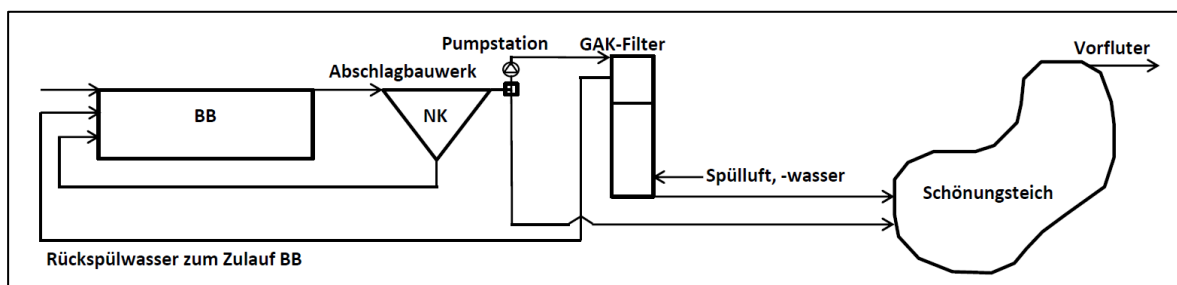 Pumpstation
GAK-Filter
Vorfluter
Abschlagbauwerk
BB
NK
Spülluft, -wasser
Schönungsteich
Rückspülwasser zum Zulauf BB